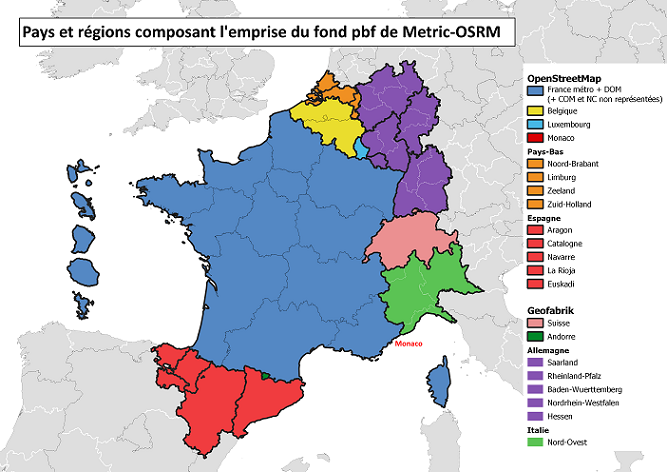 Pays et régions composant l'emprise du fond pbf de Metric-OSRM
OpenStreetMap
France métro + DOM
(+ COM et NC non représentées)
Belgique
Luxembourg
Monaco
Pays-Bas
Noord-Brabant
Limburg
Zeeland
Zuid-Holland
Espagne
Aragon
Catalogne
Navarre
La Rioja
Euskadi
Geofabrik
Suisse
Andorre
Allemagne
Saarland
Rheinland-Pfalz
Baden-Wuerttemberg
Nordrhein-Westfalen
Hessen
Italie
Nord-Ovest
Monaco